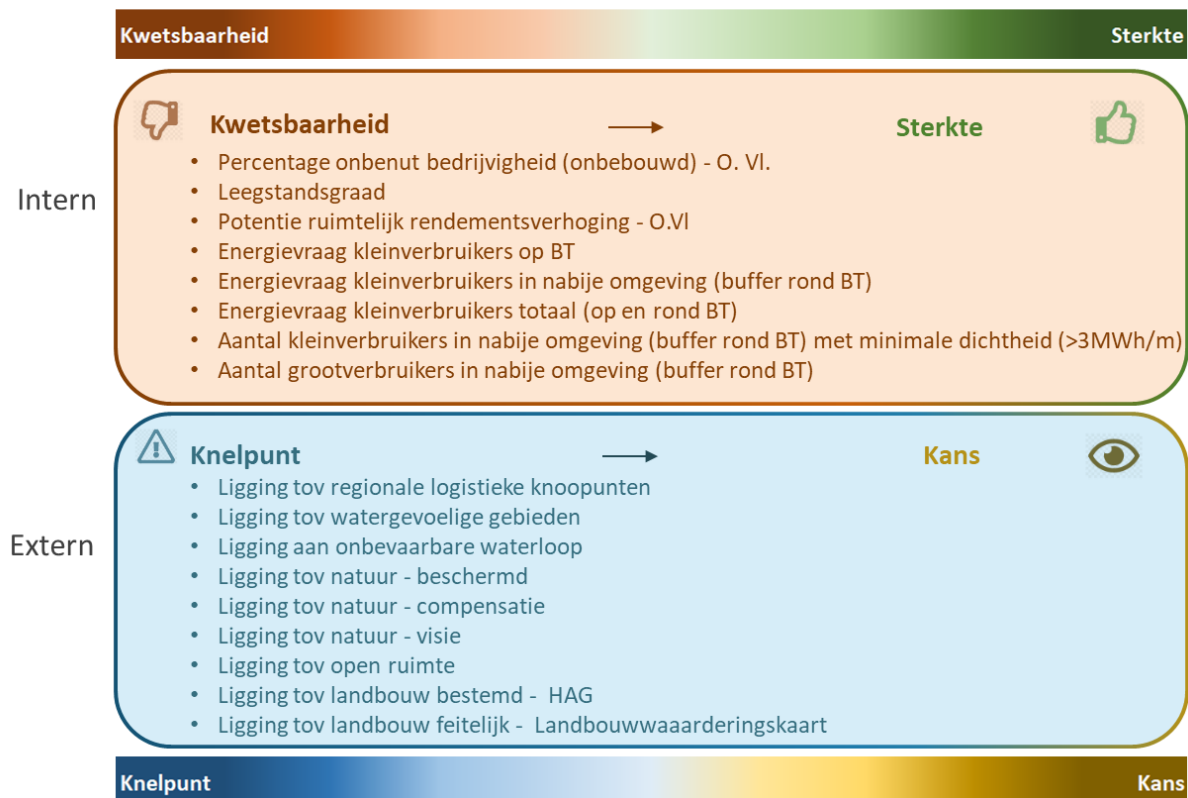 Kwetsbaarheid Sterkte
Kwetsbaarheid → Sterkte
Intern
• Percentage onbenut bedrijvigheid (onbebouwd) - O. Vl.
• Leegstandsgraad
• Potentie ruimtelijk rendementsverhoging - O.Vl
• Energievraag kleinverbruikers op BT
• Energievraag kleinverbruikers in nabije omgeving (buffer rond BT)
• Energievraag kleinverbruikers totaal (op en rond BT)
• Aantal kleinverbruikers in nabije omgeving (buffer rond BT) met minimale dichtheid (>3MWh/m)
• Aantal grootverbruikers in nabije omgeving (buffer rond BT)
Knelpunt → Kans
Extern
• Ligging tov regionale logistieke knoopunten
• Ligging tov watergevoelige gebieden
• Ligging aan onbevaarbare waterloop
• Ligging tov natuur - beschermd
• Ligging tov natuur - compensatie
• Ligging tov natuur - visie
• Ligging tov open ruimte
• Ligging tov landbouw bestemd - HAG
• Ligging tov landbouw feitelijk - Landbouwwaaarderingskaart
Knelpunt Kans